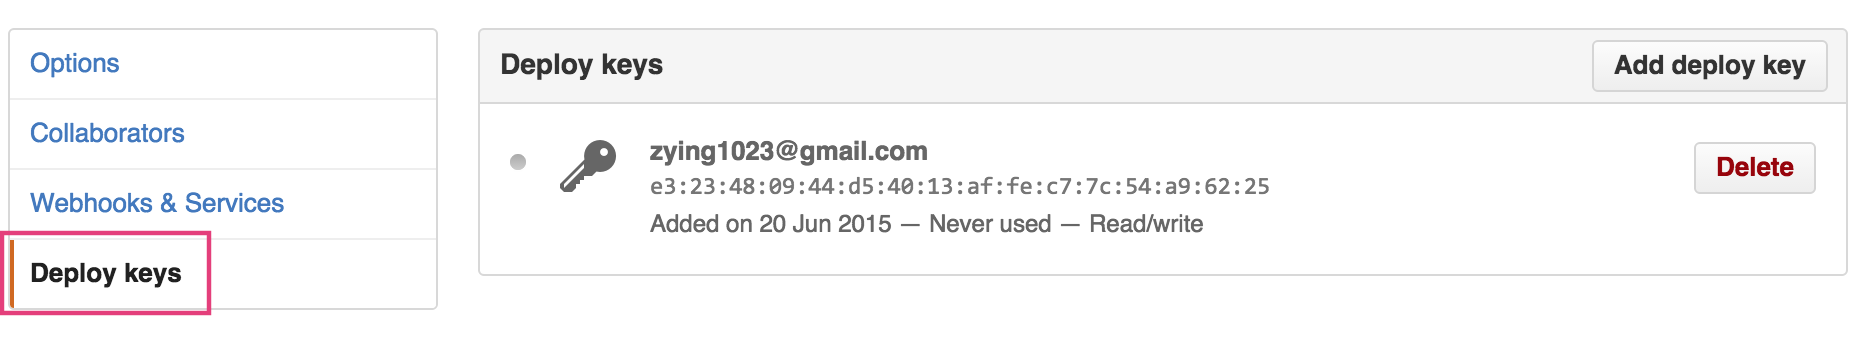 Options
Collaborators
Webhooks & Services
Deploy keys
Deploy keys
Add deploy key
zying1023@gmail.com
e3:23:48:09:44:d5:40:13:af:fe:c7:7c:54:a9:62:25
Added on 20 Jun 2015 — Never used — Read/write
Delete